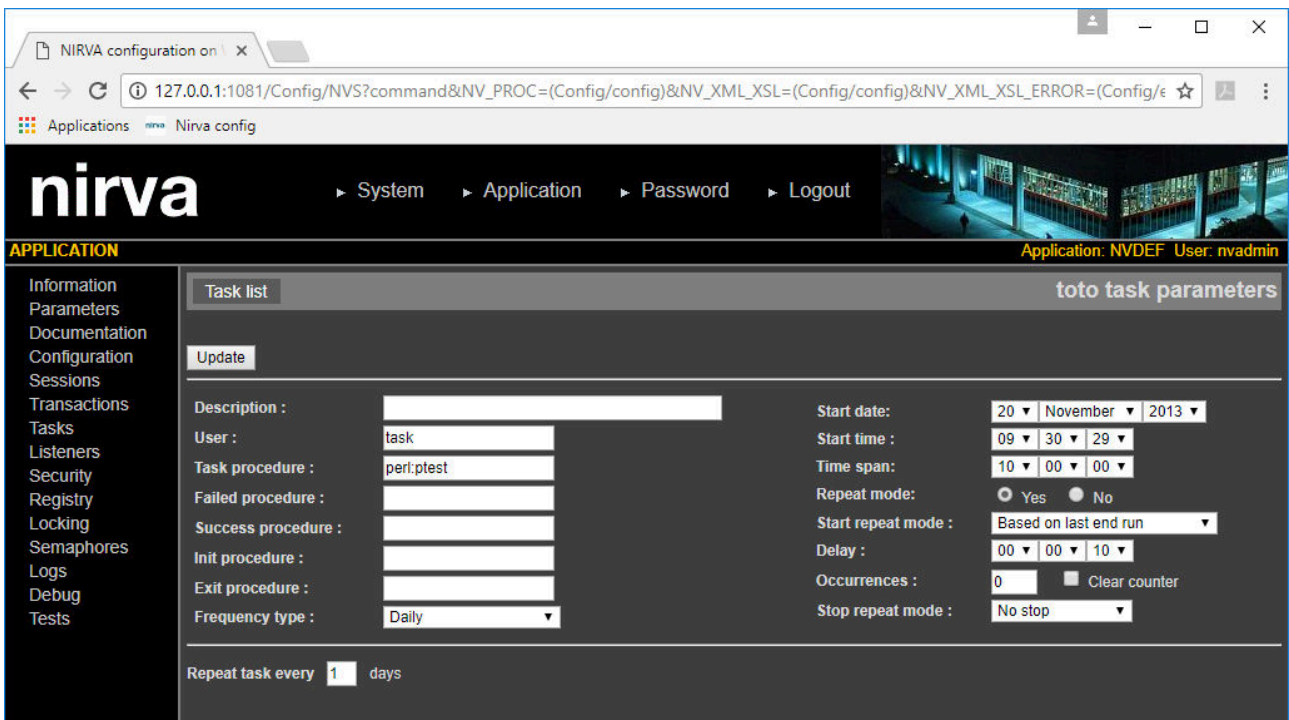 NIRVA configuration on \
127.0.0.1:1081/Config/NVS?command&NV_PROC=(Config/config)&NV_XML_XSL=(Config/config)&NV_XML_XSL_ERROR=(Config/e
Applications nirva Nirva config
nirva
System Application Password Logout
APPLICATION Application: NVDEF User: nvadmin
Information
Parameters
Documentation
Configuration
Sessions
Transactions
Tasks
Listeners
Security
Registry
Locking
Semaphores
Logs
Debug
Tests
Task list toto task parameters
Update
Description :
User : task
Task procedure : perl:ptest
Failed procedure :
Success procedure :
Init procedure :
Exit procedure :
Frequency type : Daily
Start date: 20 November 2013
Start time : 09 30 29
Time span: 10 00 00
Repeat mode: Yes No
Start repeat mode : Based on last end run
Delay : 00 00 10
Occurrences : 0 Clear counter
Stop repeat mode : No stop
Repeat task every 1 days